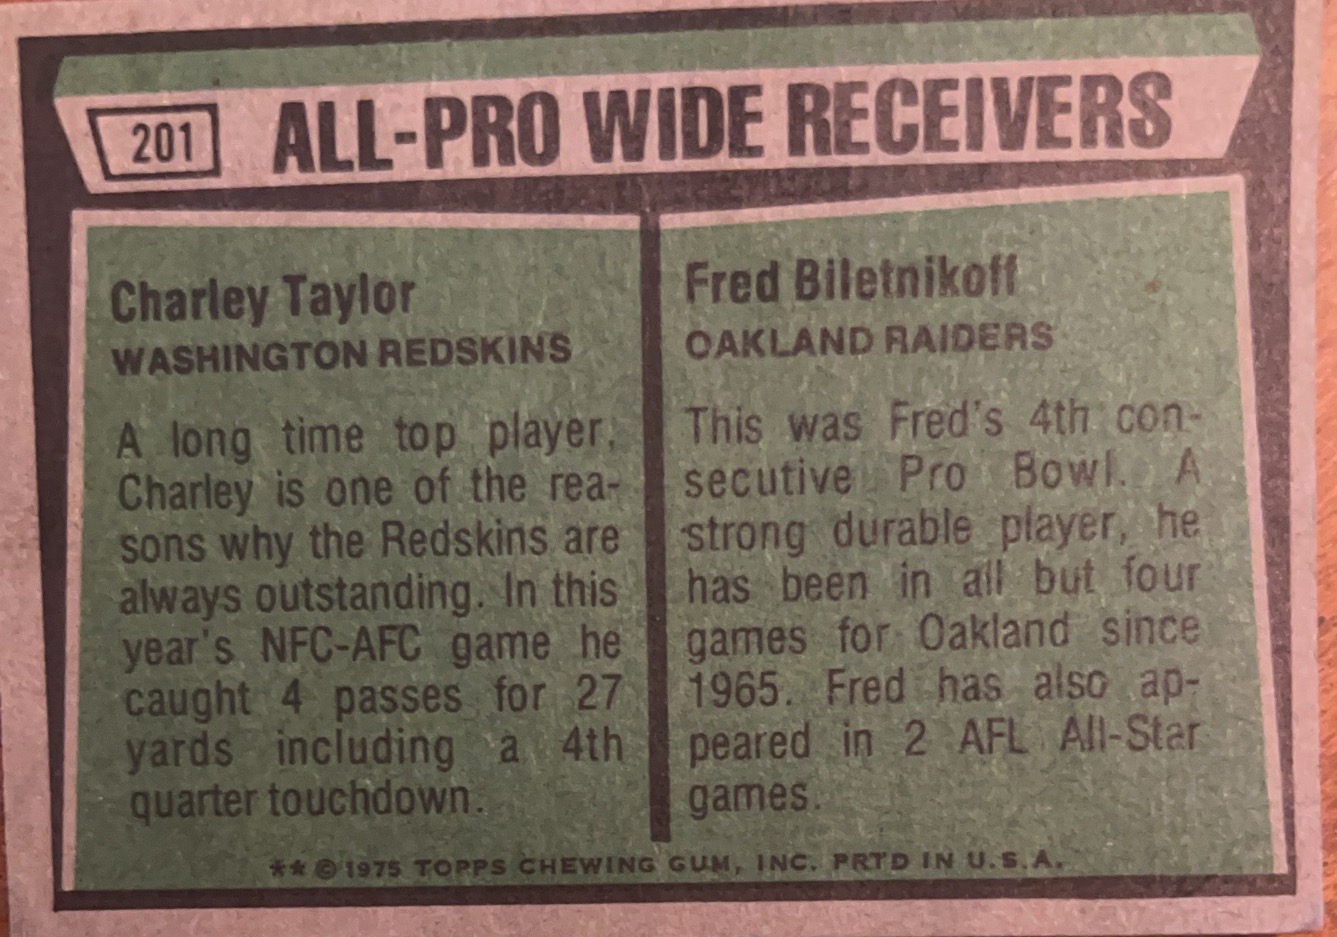 201 ALL-PRO WIDE RECEIVERS
Charley Taylor
WASHINGTON REDSKINS
A long time top player,
Charley is one of the rea-
sons why the Redskins are
always outstanding. In this
year's NFC-AFC game he
caught 4 passes for 27
yards including a 4th
quarter touchdown.
Fred Biletnikoff
OAKLAND RAIDERS
This was Fred's 4th con-
secutive Pro Bowl. A
strong durable player, he
has been in all but four
games for Oakland since
1965. Fred has also ap-
peared in 2 AFL All-Star
games.
** © 1975 TOPPS CHEWING GUM, INC. PRTD IN U.S.A.